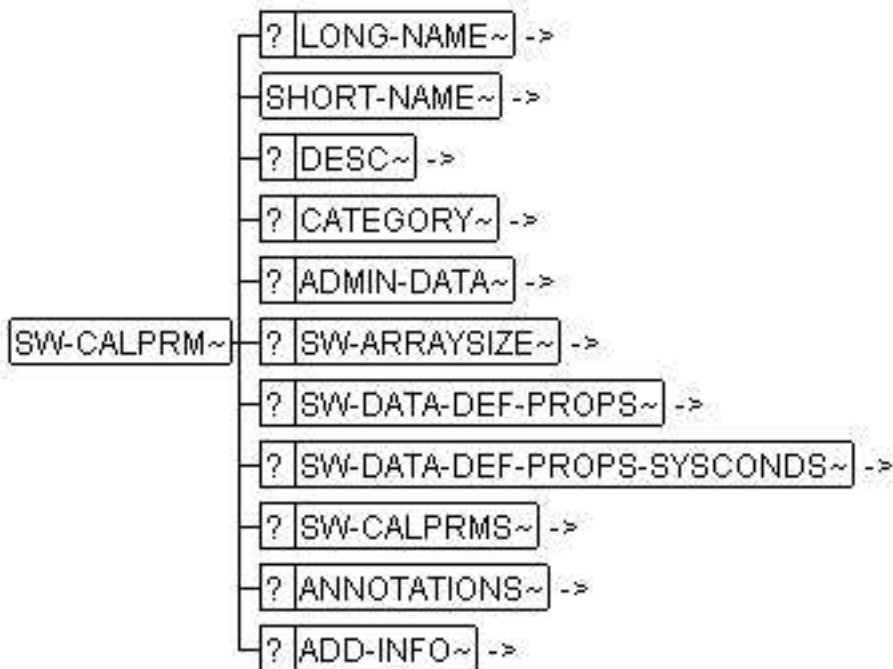 ? LONG-NAME~ ->
SHORT-NAME~ ->
? DESC~ ->
? CATEGORY~ ->
? ADMIN-DATA~ ->
SW-CALPRM~ ? SW-ARRAYSIZE~ ->
? SW-DATA-DEF-PROPS~ ->
? SW-DATA-DEF-PROPS-SYSCONDS~ ->
? SW-CALPRMS~ ->
? ANNOTATIONS~ ->
? ADD-INFO~ ->